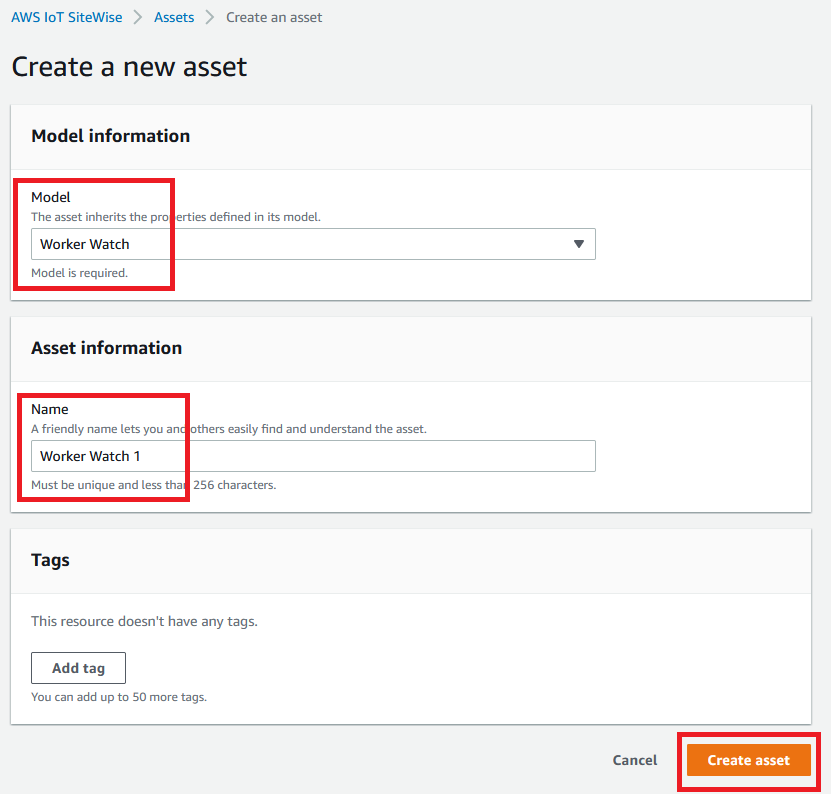 AWS IoT SiteWise > Assets > Create an asset
Create a new asset
Model information
Model
The asset inherits the properties defined in its model.
Worker Watch
Model is required.
Asset information
Name
A friendly name lets you and others easily find and understand the asset.
Worker Watch 1
Must be unique and less than 256 characters.
Tags
This resource doesn't have any tags.
Add tag
You can add up to 50 more tags.
Cancel Create asset